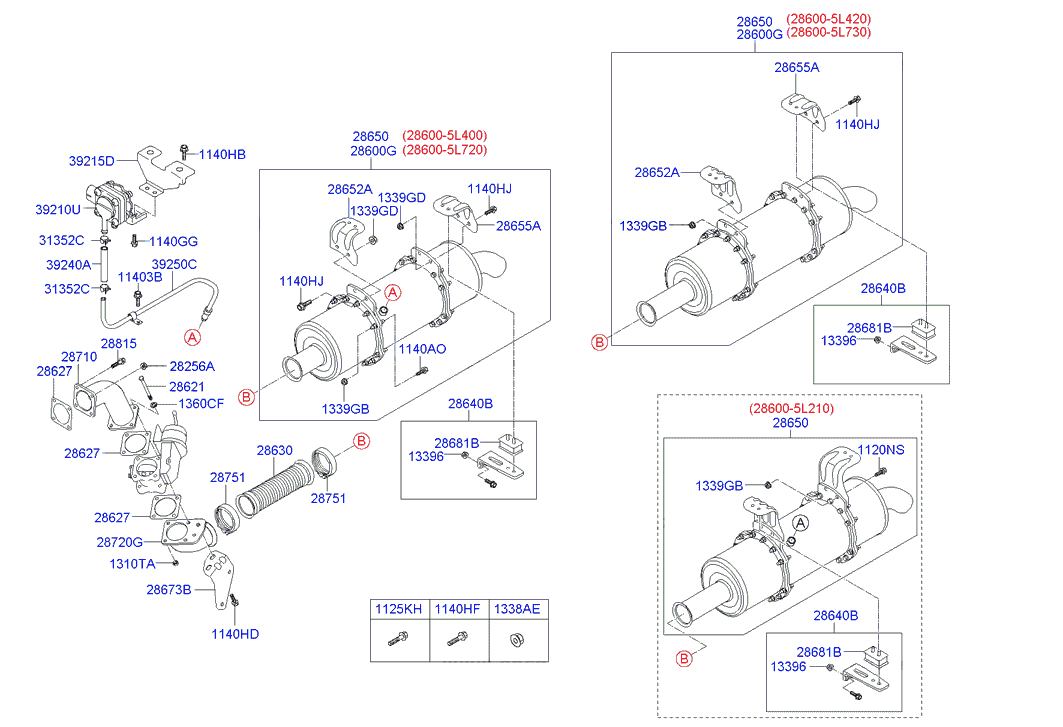 28650 (28600-5L420)
28600G (28600-5L730)
28655A
1140HJ
28652A
1339GB
B
28640B
28681B
13396
28650 (28600-5L400)
28600G (28600-5L720)
28652A
1339GD
1339GD
1140HJ
28655A
1140HJ
A
1140AO
B
1339GB
28640B
28681B
13396
39215D
1140HB
39210U
31352C
1140GG
39240A
39250C
11403B
31352C
A
28815
28710
28627
28256A
28621
1360CF
28627
28630
B
28751
28751
28627
28720G
1310TA
28673B
1140HD
1125KH 1140HF 1338AE
(28600-5L210)
28650
1120NS
1339GB
A
28640B
B
28681B
13396